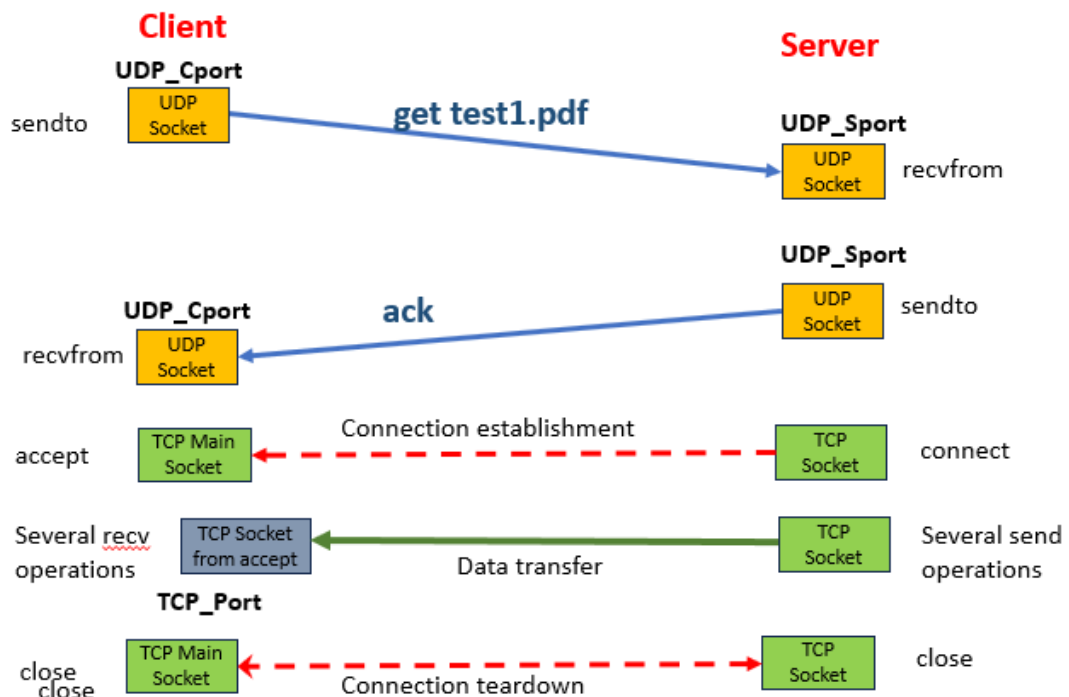 Client
Server
UDP_Cport
sendto
UDP
Socket
get test1.pdf
UDP_Sport
UDP
Socket
recvfrom
UDP_Sport
UDP
Socket
sendto
UDP_Cport
ack
recvfrom
UDP
Socket
accept
TCP Main
Socket
Connection establishment
TCP
Socket
connect
Several recv
operations
TCP Socket
from accept
Data transfer
TCP
Socket
Several send
operations
TCP_Port
close
close
TCP Main
Socket
Connection teardown
TCP
Socket
close